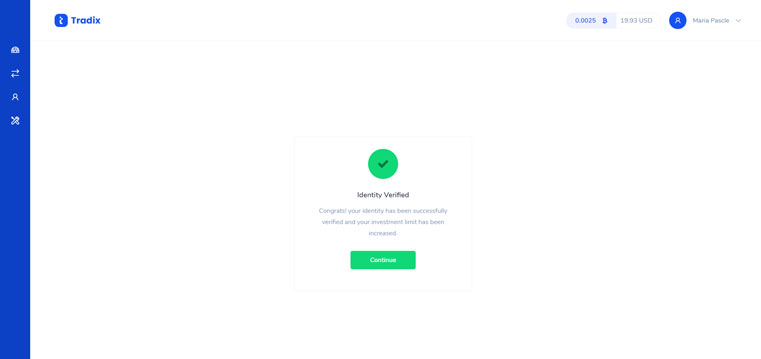 Tradix
0.0025
19.93 USD
Maria Pascle
Identity Verified
Congrats! your identity has been successfully
verified and your investment limit has been
increased.
Continue